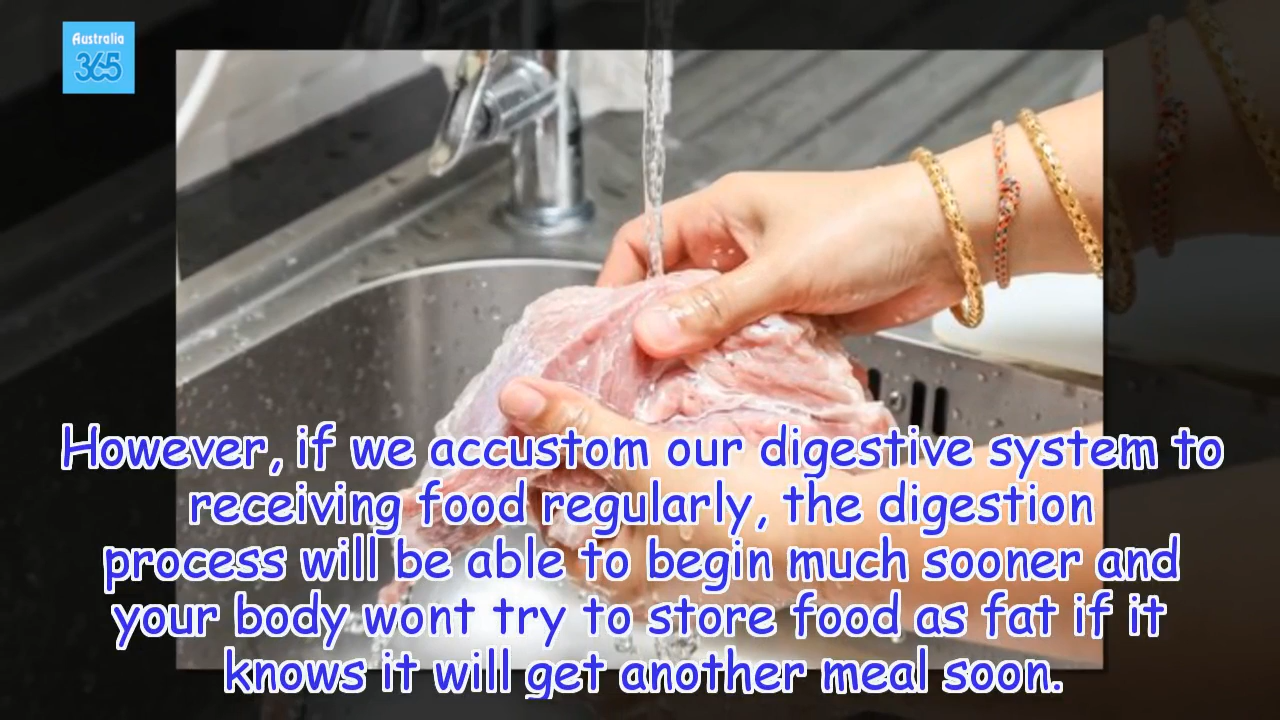 Australia
365
However, if we accustom our digestive system to
receiving food regularly, the digestion
process will be able to begin much sooner and
your body wont try to store food as fat if it
knows it will get another meal soon.